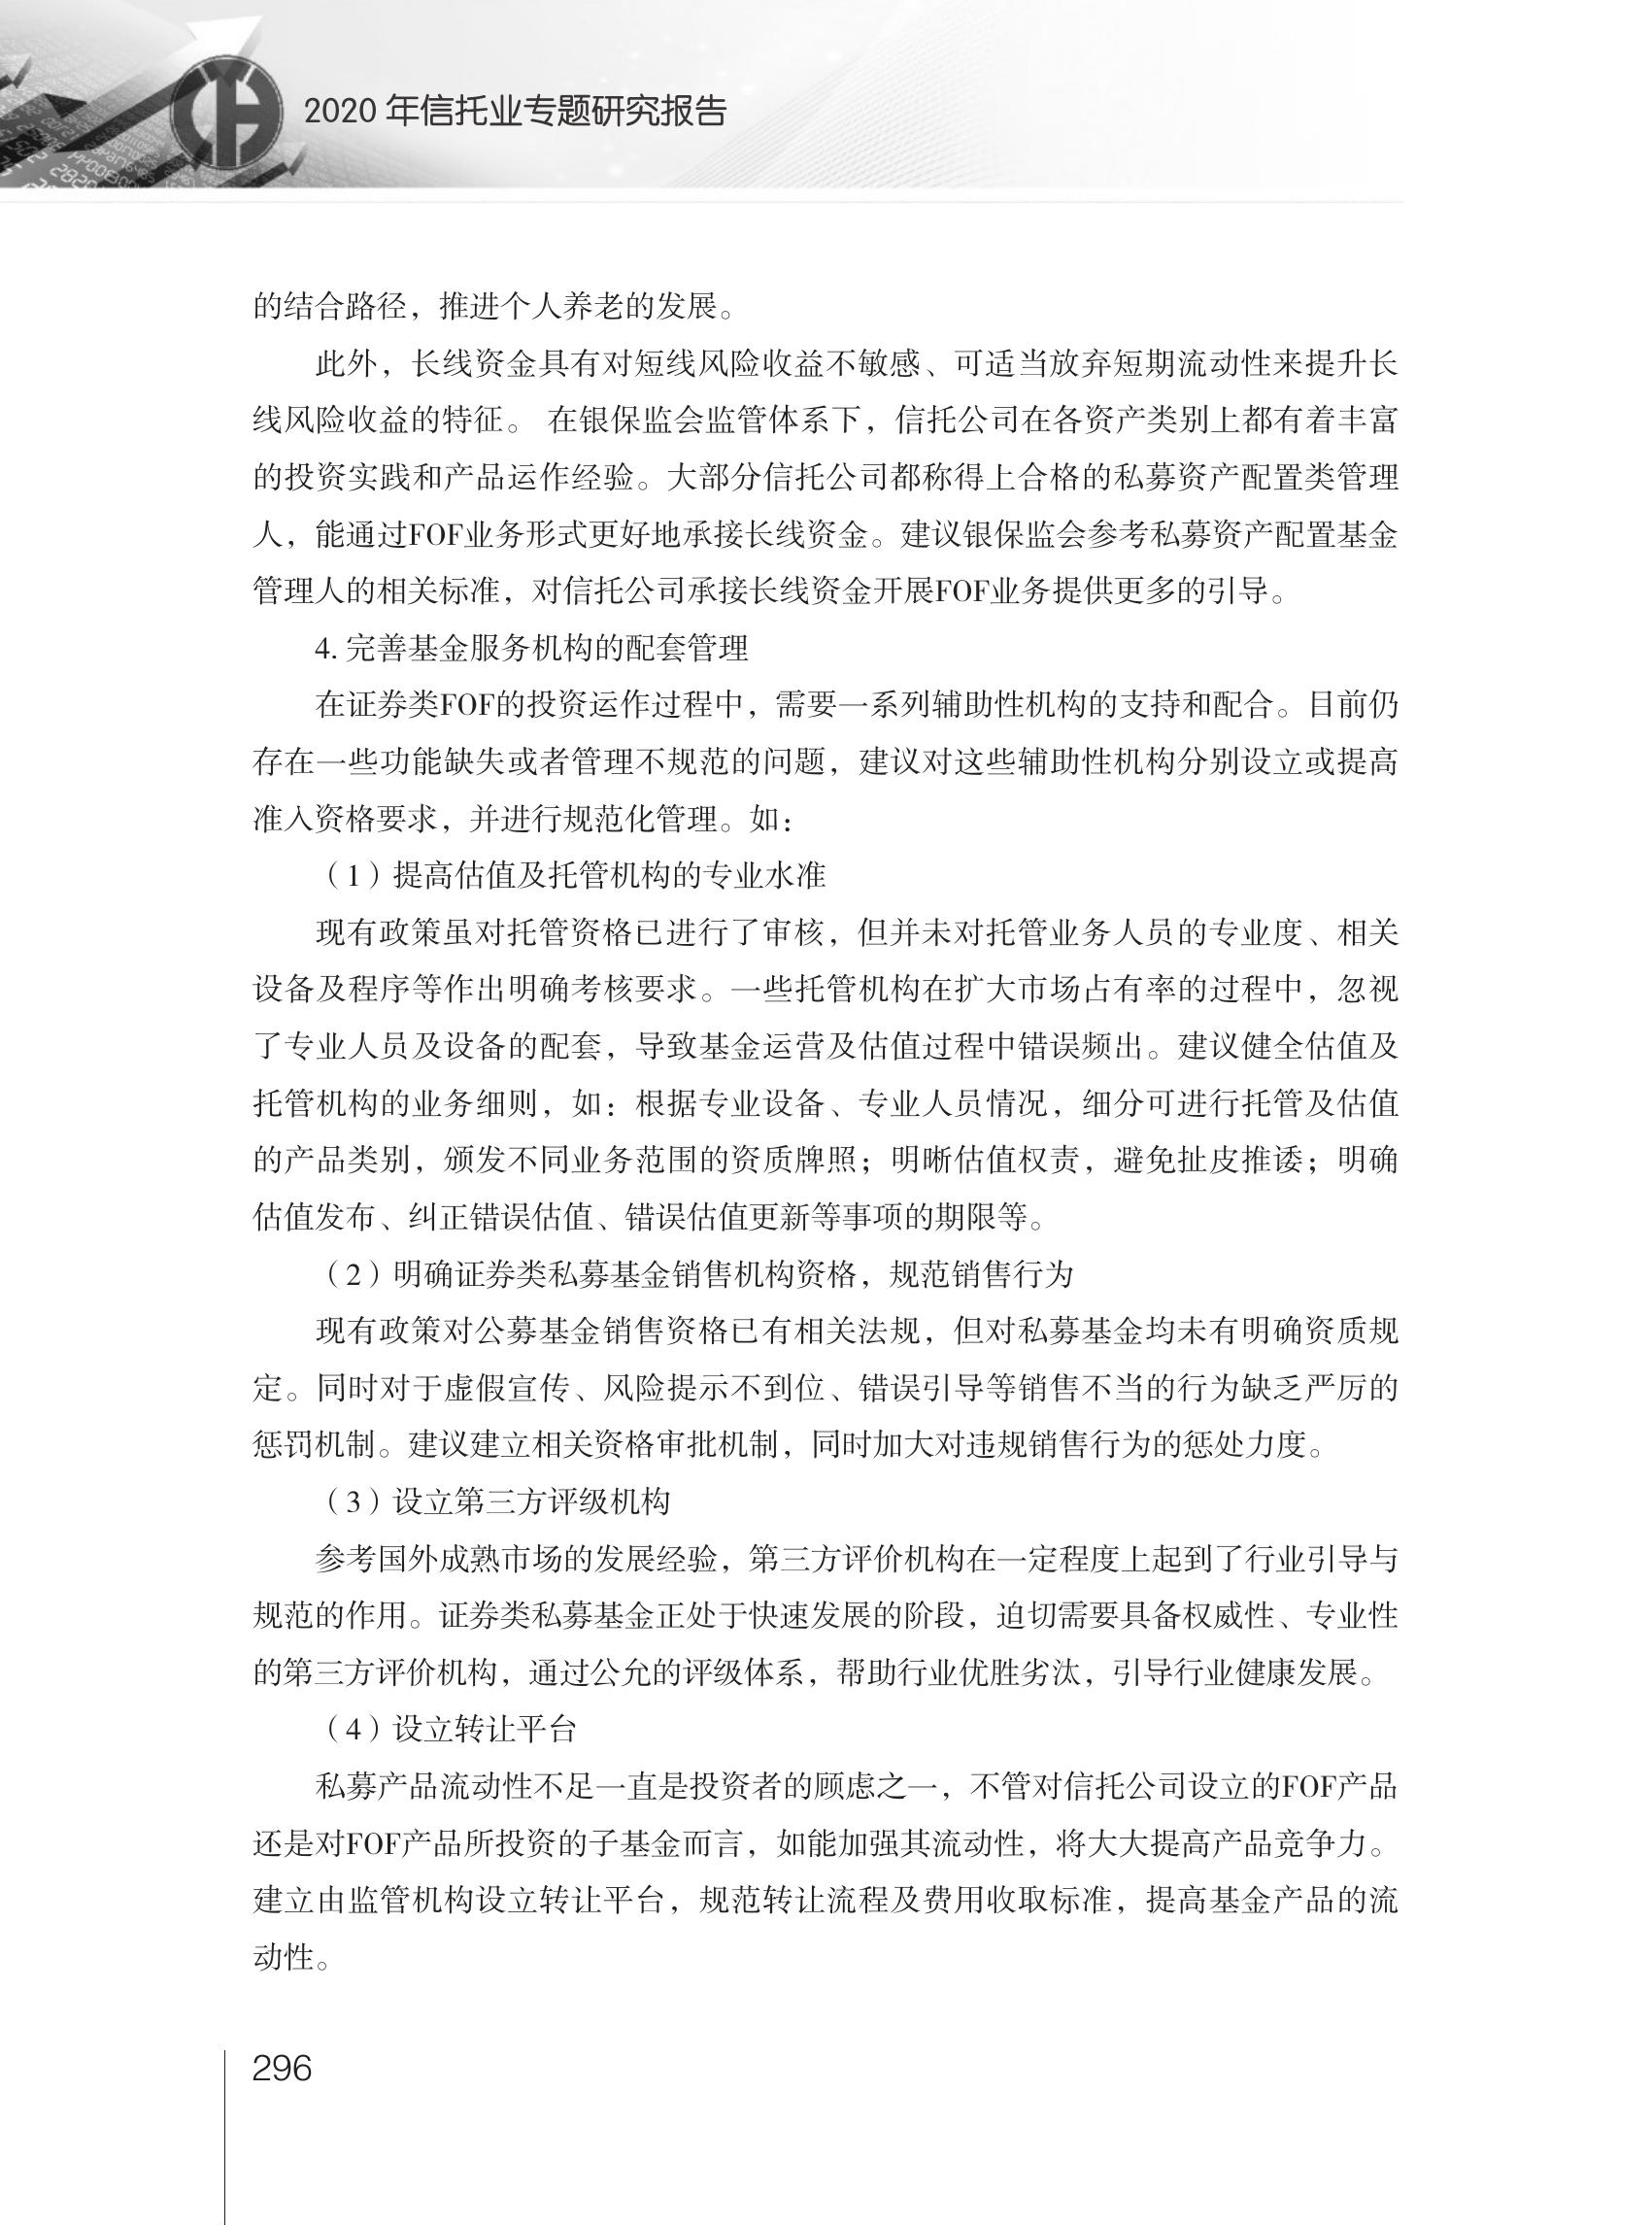 2020 年信托业专题研究报告
的结合路径，推进个人养老的发展。
此外，长线资金具有对短线风险收益不敏感、可适当放弃短期流动性来提升长
线风险收益的特征。 在银保监会监管体系下，信托公司在各资产类别上都有着丰富
的投资实践和产品运作经验。大部分信托公司都称得上合格的私募资产配置类管理
人，能通过FOF业务形式更好地承接长线资金。建议银保监会参考私募资产配置基金
管理人的相关标准，对信托公司承接长线资金开展FOF业务提供更多的引导。
4. 完善基金服务机构的配套管理
在证券类FOF的投资运作过程中，需要一系列辅助性机构的支持和配合。目前仍
存在一些功能缺失或者管理不规范的问题，建议对这些辅助性机构分别设立或提高
准入资格要求，并进行规范化管理。如：
（1）提高估值及托管机构的专业水准
现有政策虽对托管资格已进行了审核，但并未对托管业务人员的专业度、相关
设备及程序等作出明确考核要求。一些托管机构在扩大市场占有率的过程中，忽视
了专业人员及设备的配套，导致基金运营及估值过程中错误频出。建议健全估值及
托管机构的业务细则，如：根据专业设备、专业人员情况，细分可进行托管及估值
的产品类别，颁发不同业务范围的资质牌照；明晰估值权责，避免扯皮推诿；明确
估值发布、纠正错误估值、错误估值更新等事项的期限等。
（2）明确证券类私募基金销售机构资格，规范销售行为
现有政策对公募基金销售资格已有相关法规，但对私募基金均未有明确资质规
定。同时对于虚假宣传、风险提示不到位、错误引导等销售不当的行为缺乏严厉的
惩罚机制。建议建立相关资格审批机制，同时加大对违规销售行为的惩处力度。
（3）设立第三方评级机构
参考国外成熟市场的发展经验，第三方评价机构在一定程度上起到了行业引导与
规范的作用。证券类私募基金正处于快速发展的阶段，迫切需要具备权威性、专业性
的第三方评价机构，通过公允的评级体系，帮助行业优胜劣汰，引导行业健康发展。
（4）设立转让平台
私募产品流动性不足一直是投资者的顾虑之一，不管对信托公司设立的FOF产品
还是对FOF产品所投资的子基金而言，如能加强其流动性，将大大提高产品竞争力。
建立由监管机构设立转让平台，规范转让流程及费用收取标准，提高基金产品的流
动性。
296